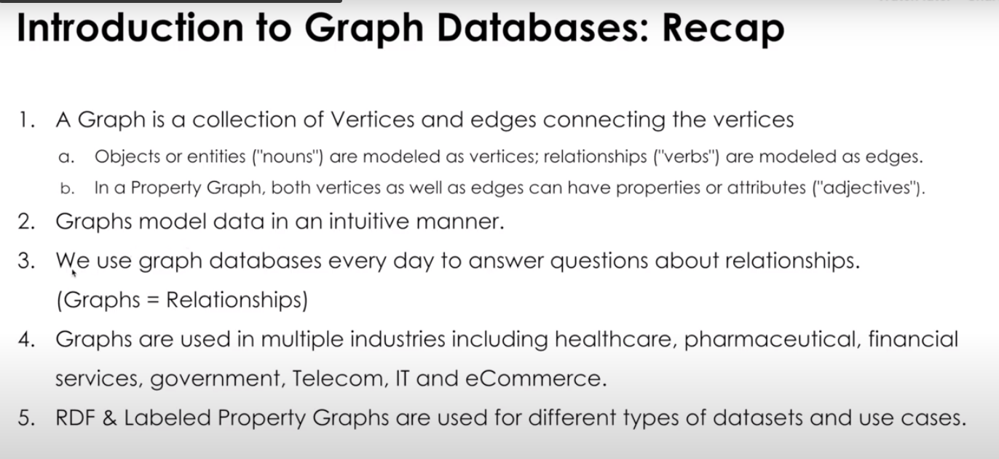 Introduction to Graph Databases: Recap
1. A Graph is a collection of Vertices and edges connecting the vertices
a. Objects or entities ("nouns") are modeled as vertices; relationships ("verbs") are modeled as edges.
b. In a Property Graph, both vertices as well as edges can have properties or attributes ("adjectives").
2. Graphs model data in an intuitive manner.
3. We use graph databases every day to answer questions about relationships.
(Graphs = Relationships)
4. Graphs are used in multiple industries including healthcare, pharmaceutical, financial
services, government, Telecom, IT and eCommerce.
5. RDF & Labeled Property Graphs are used for different types of datasets and use cases.